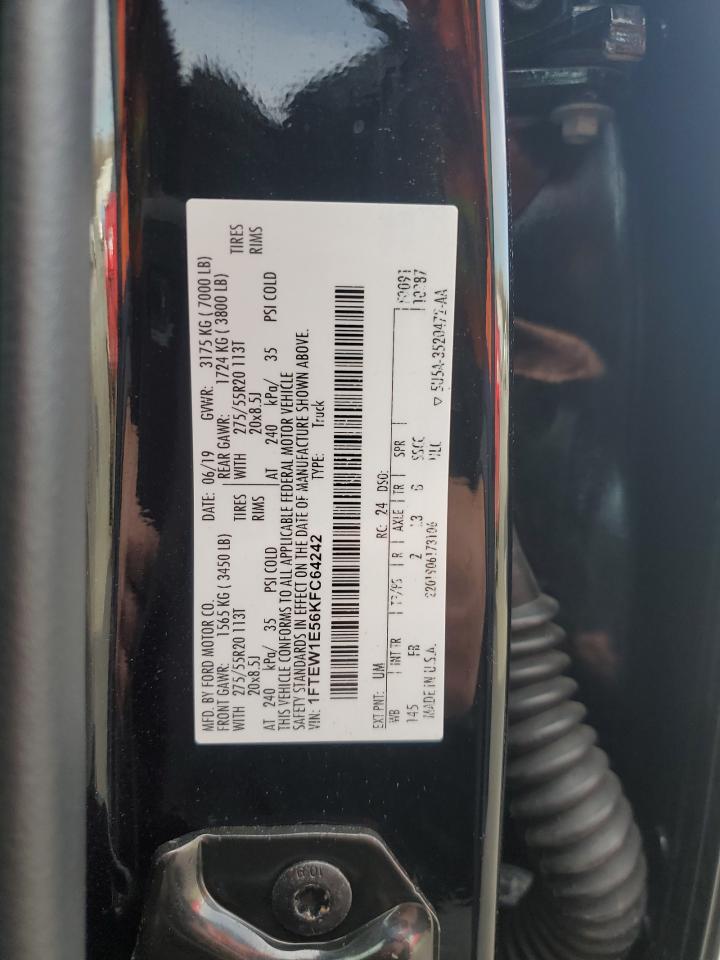 MFD. BY FORD MOTOR CO. DATE: 06/19 GVWR: 3175 KG ( 7000 LB)
FRONT GAWR: 1565 KG ( 3450 LB) REAR GAWR: 1724 KG ( 3800 LB)
WITH 275/55R20 113T TIRES WITH 275/55R20 113T TIRES
20x8.5J RIMS 20x8.5J RIMS
AT 240 kPa/ 35 PSI COLD AT 240 kPa/ 35 PSI COLD
THIS VEHICLE CONFORMS TO ALL APPLICABLE FEDERAL MOTOR VEHICLE
SAFETY STANDARDS IN EFFECT ON THE DATE OF MANUFACTURE SHOWN ABOVE.
VIN: 1FTEW1E56KFC64242 TYPE: Truck
EXT PNT: UM RC: 24 DSO:
WB INT TR TP/PS R AXLE TR SPR
145 FB 2 6
MADE IN U.S.A.